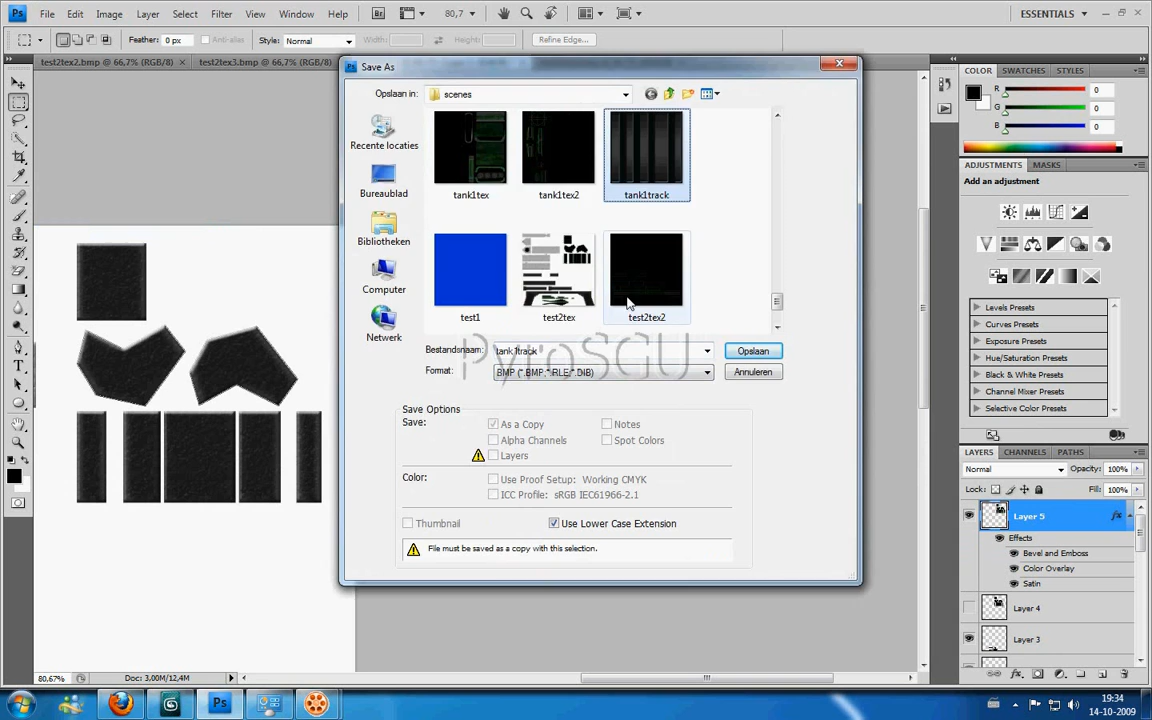 Ps File Edit Image Layer Select Filter View Window Help Br 80,7 ESSENTIALS
Feather: 0 px Anti-alias Style: Normal Width: Height: Refine Edge...
test2tex2.bmp @ 66,7% (RGB/8) test2tex3.bmp @ 66,7% (RGB/8)
Save As
Opslaan in: scenes
Recente locaties
Bureaublad
Bibliotheken
Computer
Netwerk
tank1tex tank1tex2 tank1track
test1 test2tex test2tex2
Bestandsnaam: tank1track Opslaan
Format: BMP (*.BMP;*.RLE;*.DIB) Annuleren
PyroSGU
Save Options
Save: As a Copy Notes
Alpha Channels Spot Colors
Layers
Color: Use Proof Setup: Working CMYK
ICC Profile: sRGB IEC61966-2.1
Thumbnail Use Lower Case Extension
File must be saved as a copy with this selection.
COLOR SWATCHES STYLES
R 0
G 0
B 0
ADJUSTMENTS MASKS
Add an adjustment
Levels Presets
Curves Presets
Exposure Presets
Hue/Saturation Presets
Black & White Presets
Channel Mixer Presets
Selective Color Presets
LAYERS CHANNELS PATHS
Normal Opacity: 100%
Lock: Fill: 100%
Layer 5 fx
Effects
Bevel and Emboss
Color Overlay
Satin
Layer 4
Layer 3
80,67% Doc: 3,00M/12,4M
Ps
19:34
14-10-2009